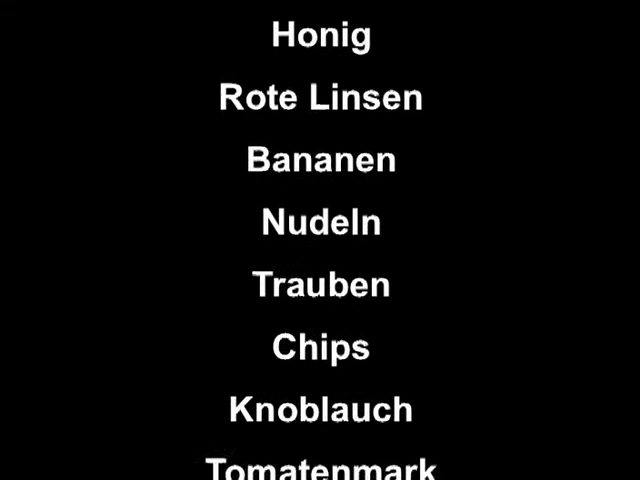 Honig
Rote Linsen
Bananen
Nudeln
Trauben
Chips
Knoblauch
Tomatenmark